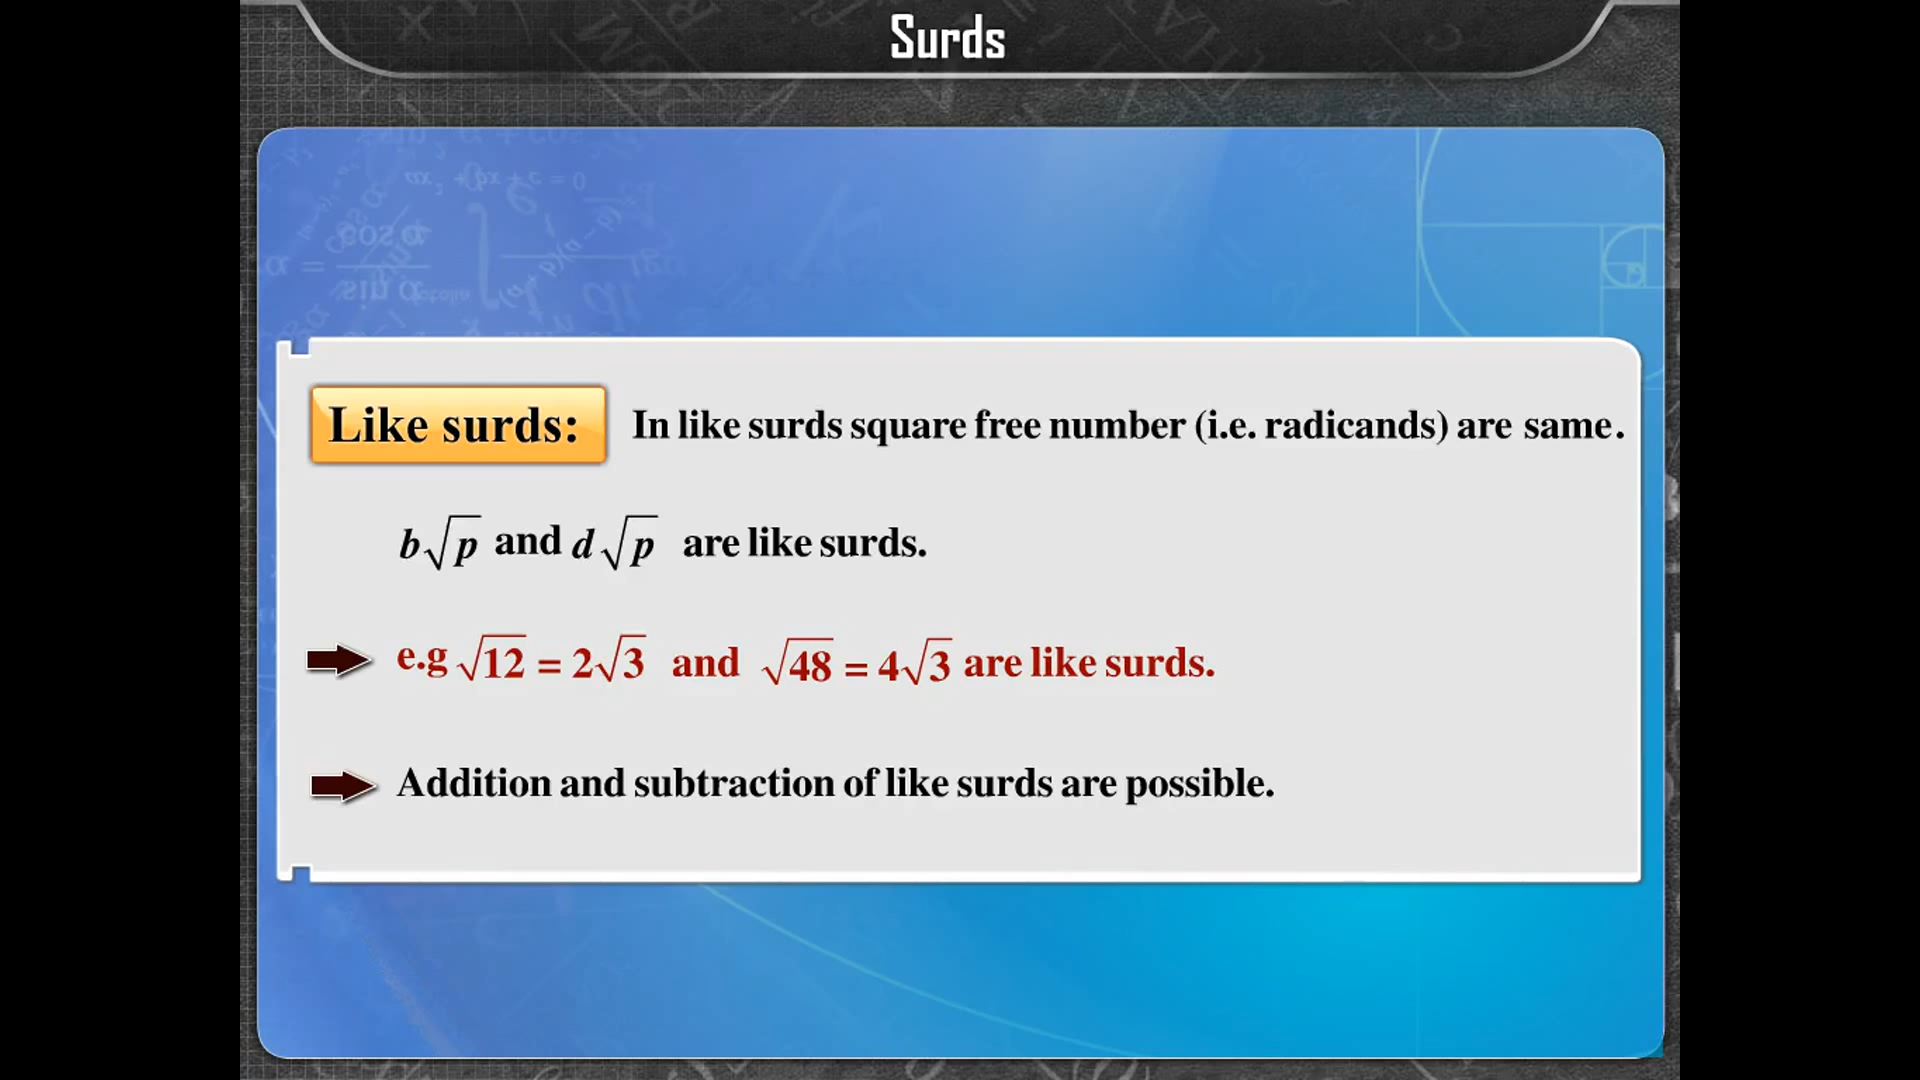 Surds
Like surds: In like surds square free number (i.e. radicands) are same.
b√p and d√p are like surds.
e.g √12 = 2√3 and √48 = 4√3 are like surds.
Addition and subtraction of like surds are possible.